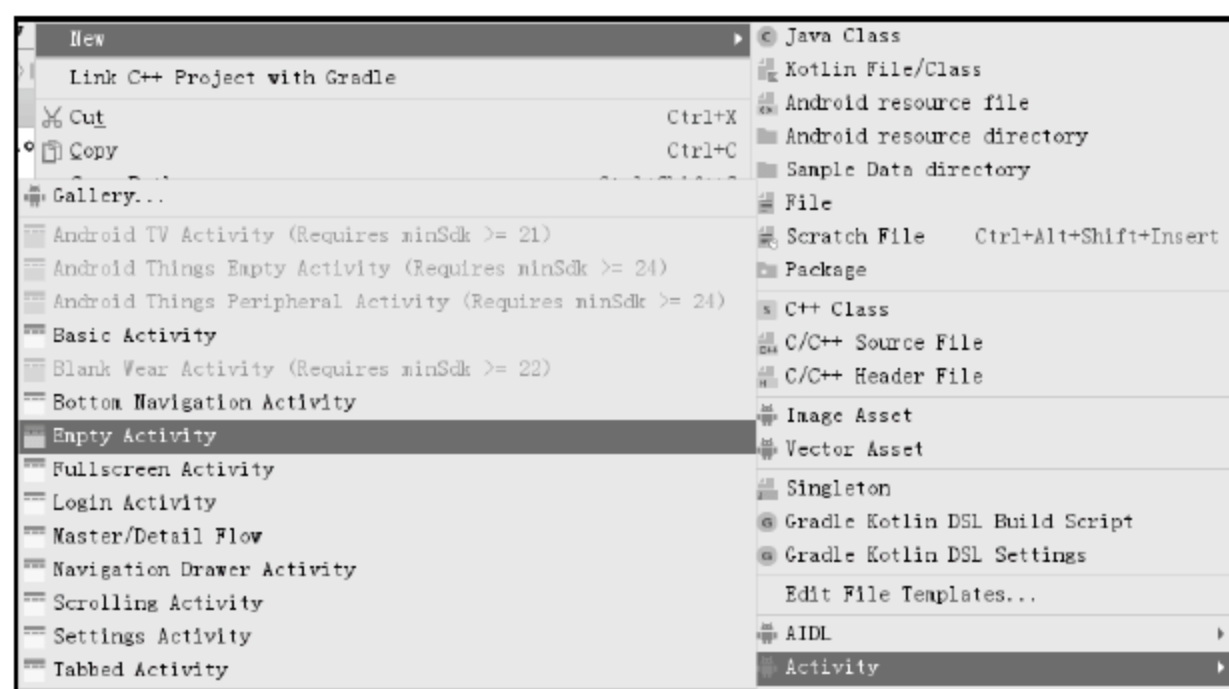 New
Link C++ Project with Gradle
Cut Ctrl+X
Copy Ctrl+C
Gallery...
Android TV Activity (Requires minSdk >= 21)
Android Things Empty Activity (Requires minSdk >= 24)
Android Things Peripheral Activity (Requires minSdk >= 24)
Basic Activity
Blank Wear Activity (Requires minSdk >= 22)
Bottom Navigation Activity
Empty Activity
Fullscreen Activity
Login Activity
Master/Detail Flow
Navigation Drawer Activity
Scrolling Activity
Settings Activity
Tabbed Activity
Java Class
Kotlin File/Class
Android resource file
Android resource directory
Sample Data directory
File
Scratch File Ctrl+Alt+Shift+Insert
Package
C++ Class
C/C++ Source File
C/C++ Header File
Image Asset
Vector Asset
Singleton
Gradle Kotlin DSL Build Script
Gradle Kotlin DSL Settings
Edit File Templates...
AIDL
Activity